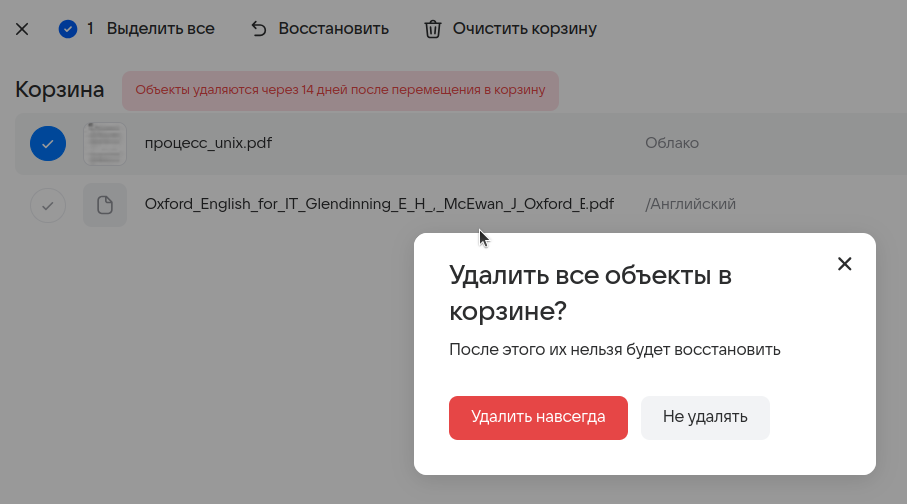 1 Выделить все Восстановить Очистить корзину
Корзина Объекты удаляются через 14 дней после перемещения в корзину
процесс_unix.pdf Облако
Oxford_English_for_IT_Glendinning_E_H_,_McEwan_J_Oxford_E.pdf /Английский
Удалить все объекты в
корзине?
После этого их нельзя будет восстановить
Удалить навсегда Не удалять